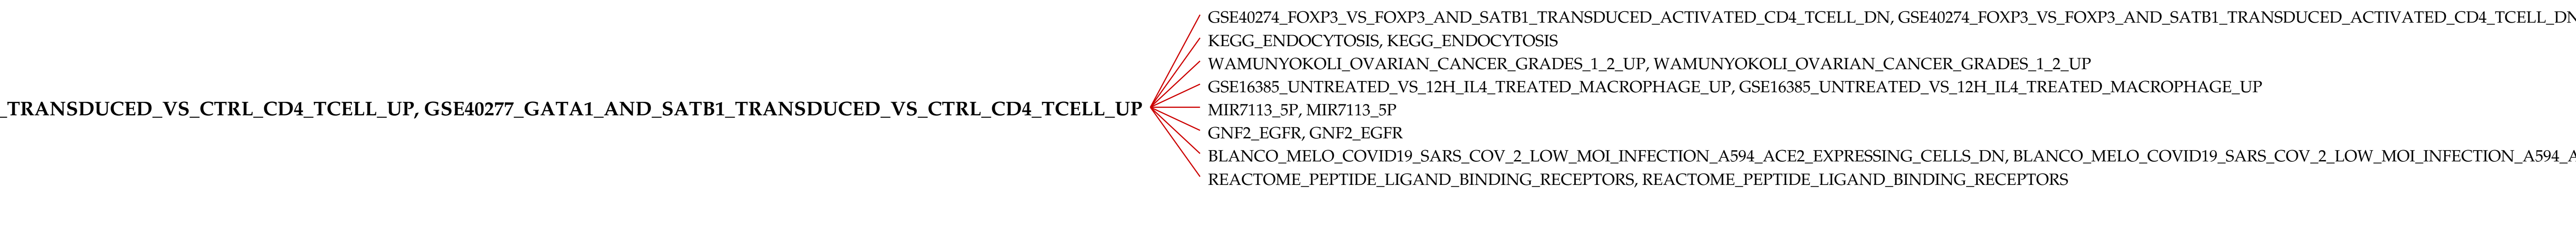 GSE40274_FOXP3_VS_FOXP3_AND_SATB1_TRANSDUCED_ACTIVATED_CD4_TCELL_DN, GSE40274_FOXP3_VS_FOXP3_AND_SATB1_TRANSDUCED_ACTIVATED_CD4_TCELL_DN
KEGG_ENDOCYTOSIS, KEGG_ENDOCYTOSIS
WAMUNYOKOLI_OVARIAN_CANCER_GRADES_1_2_UP, WAMUNYOKOLI_OVARIAN_CANCER_GRADES_1_2_UP
GSE16385_UNTREATED_VS_12H_IL4_TREATED_MACROPHAGE_UP, GSE16385_UNTREATED_VS_12H_IL4_TREATED_MACROPHAGE_UP
_TRANSDUCED_VS_CTRL_CD4_TCELL_UP, GSE40277_GATA1_AND_SATB1_TRANSDUCED_VS_CTRL_CD4_TCELL_UP
MIR7113_5P, MIR7113_5P
GNF2_EGFR, GNF2_EGFR
BLANCO_MELO_COVID19_SARS_COV_2_LOW_MOI_INFECTION_A594_ACE2_EXPRESSING_CELLS_DN, BLANCO_MELO_COVID19_SARS_COV_2_LOW_MOI_INFECTION_A594_A
REACTOME_PEPTIDE_LIGAND_BINDING_RECEPTORS, REACTOME_PEPTIDE_LIGAND_BINDING_RECEPTORS